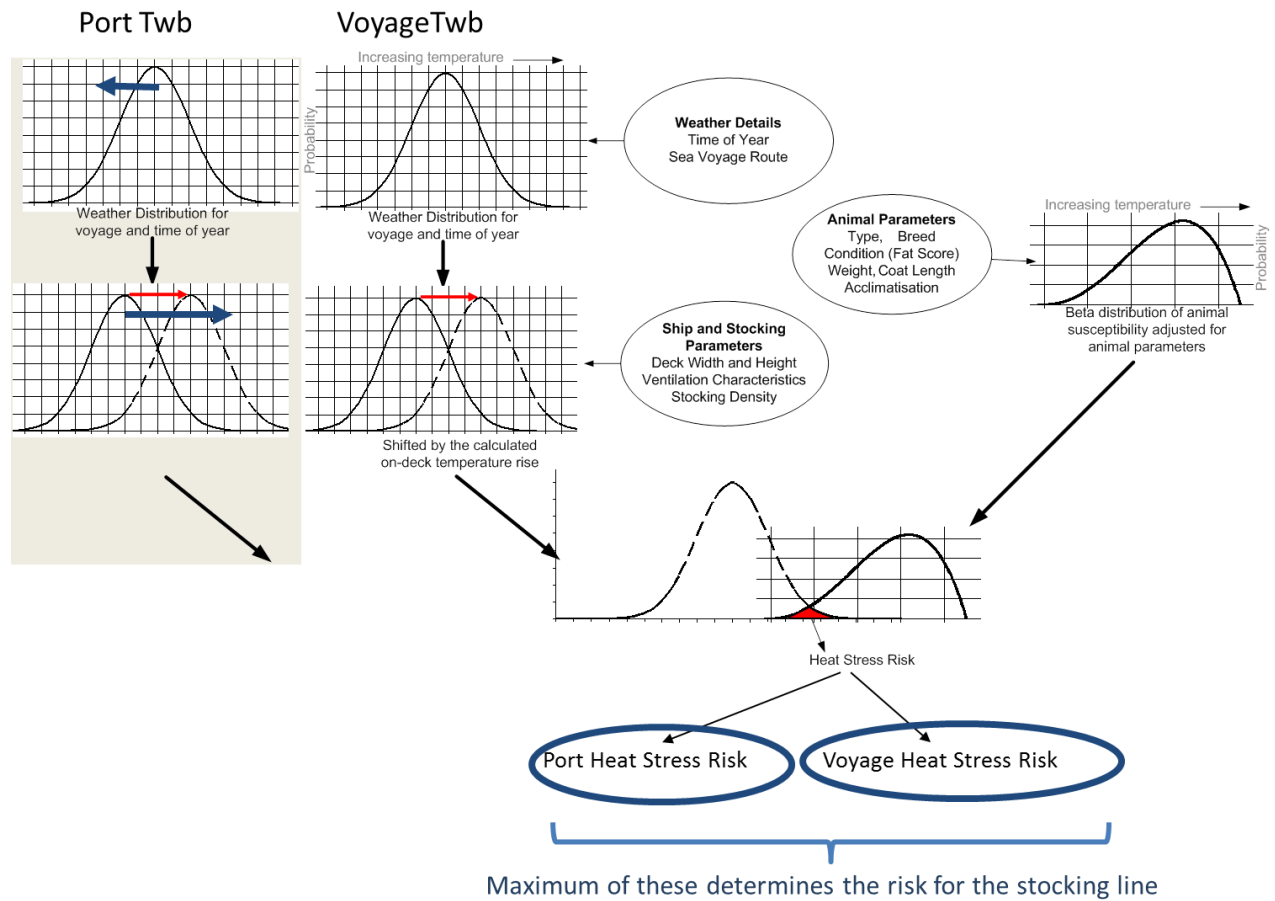 Port Twb
VoyageTwb
Increasing temperature
Probability
Weather Distribution for
voyage and time of year
Weather Distribution for
voyage and time of year
Weather Details
Time of Year
Sea Voyage Route
Animal Parameters
Type, Breed
Condition (Fat Score)
Weight, Coat Length
Acclimatisation
Increasing temperature
Probability
Beta distribution of animal
susceptibility adjusted for
animal parameters
Ship and Stocking
Parameters
Deck Width and Height
Ventilation Characteristics
Stocking Density
Shifted by the calculated
on-deck temperature rise
Heat Stress Risk
Port Heat Stress Risk
Voyage Heat Stress Risk
Maximum of these determines the risk for the stocking line